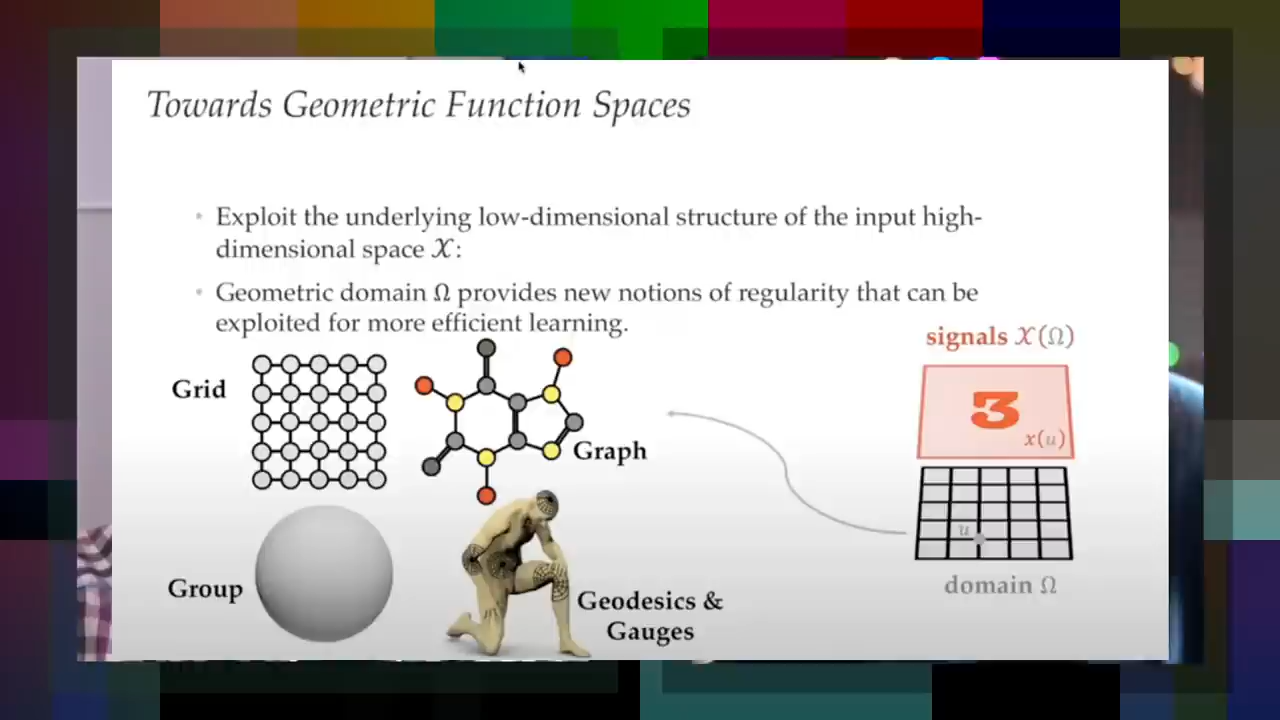 Towards Geometric Function Spaces
• Exploit the underlying low-dimensional structure of the input high-
dimensional space 𝒳:
• Geometric domain Ω provides new notions of regularity that can be
exploited for more efficient learning.
signals 𝒳(Ω)
Grid
3
x(u)
Graph
u
domain Ω
Group
Geodesics &
Gauges